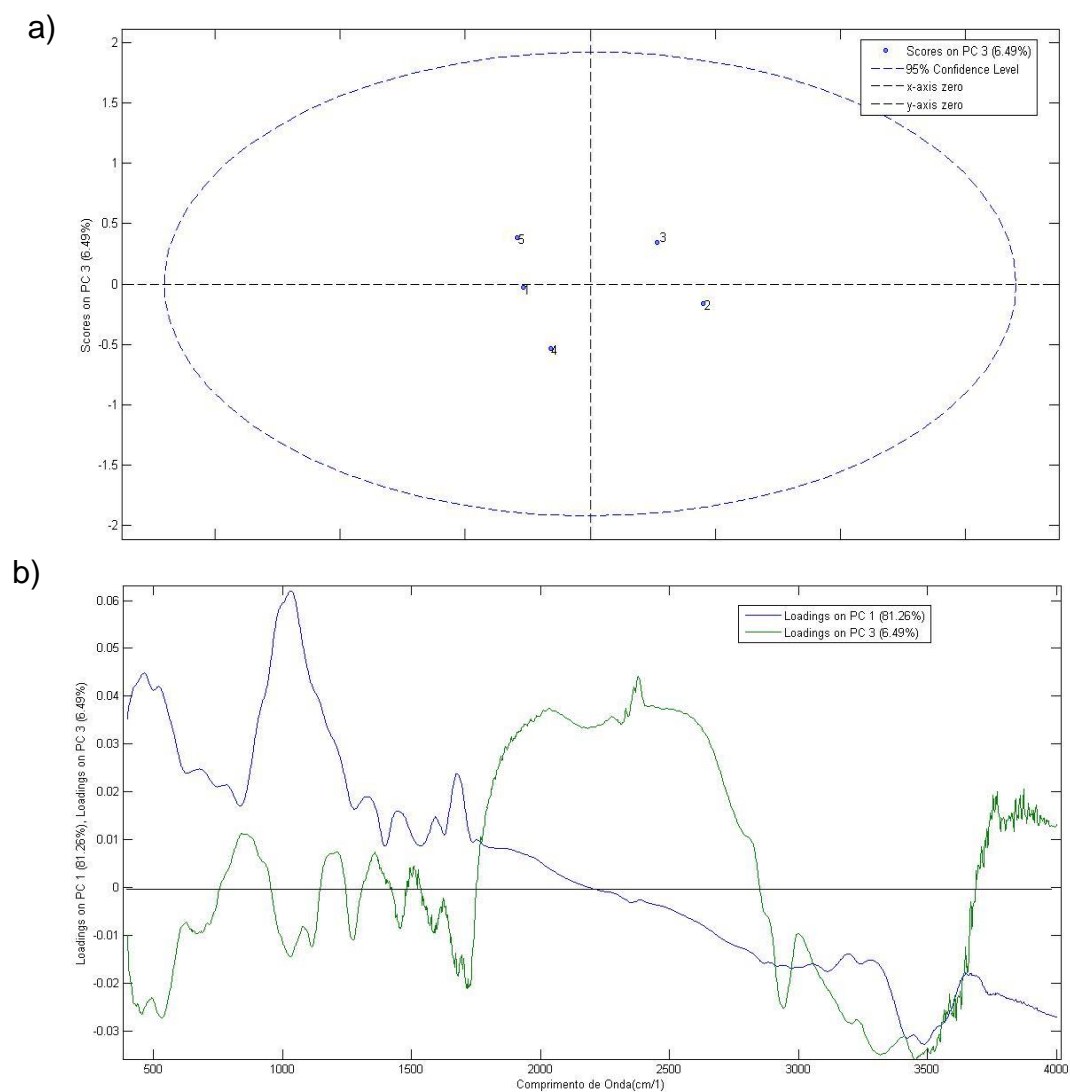 a)
2
1.5
1
0.5
0
-0.5
-1
-1.5
-2
Scores on PC 3 (6.49%)
Scores on PC 3 (6.49%)
95% Confidence Level
x-axis zero
y-axis zero
5
3
1
2
4
b)
0.06
0.05
0.04
0.03
0.02
0.01
0
-0.01
-0.02
-0.03
Loadings on PC 1 (81.26%), Loadings on PC 3 (6.49%)
Loadings on PC 1 (81.26%)
Loadings on PC 3 (6.49%)
500
1000
1500
2000
2500
3000
3500
4000
Comprimento de Onda(cm/1)